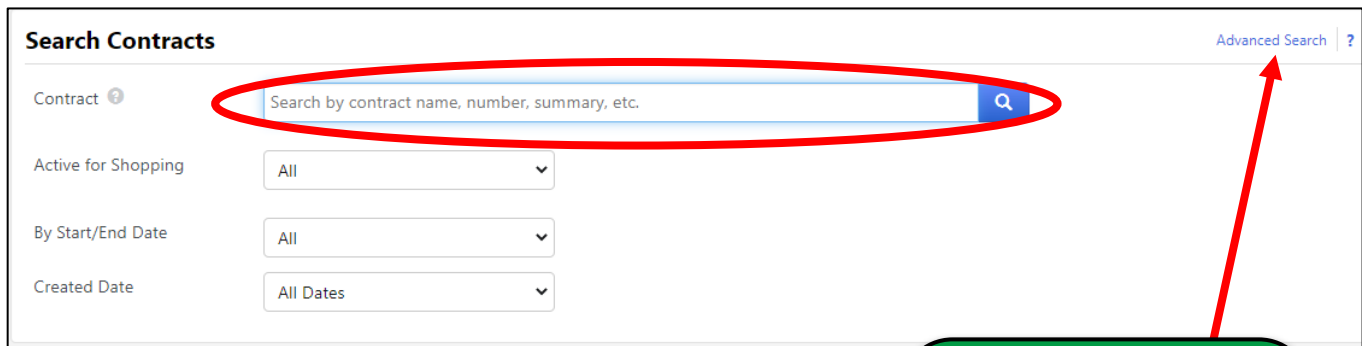 Search Contracts
Advanced Search ?
Contract ?
Search by contract name, number, summary, etc.
Active for Shopping
All
By Start/End Date
All
Created Date
All Dates